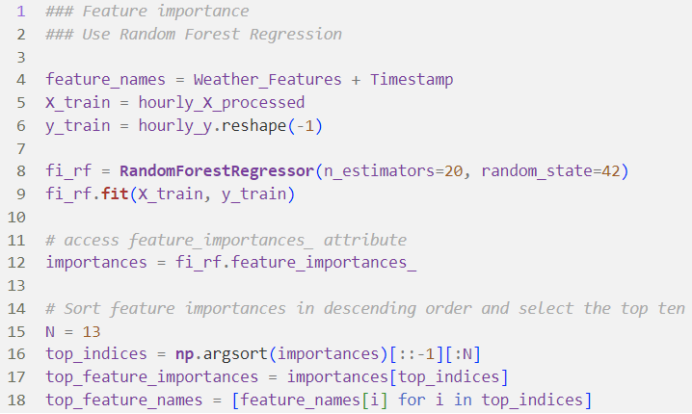 1 ### Feature importance
2 ### Use Random Forest Regression
3
4 feature_names = Weather_Features + Timestamp
5 X_train = hourly_X_processed
6 y_train = hourly_y.reshape(-1)
7
8 fi_rf = RandomForestRegressor(n_estimators=20, random_state=42)
9 fi_rf.fit(X_train, y_train)
10
11 # access feature_importances_ attribute
12 importances = fi_rf.feature_importances_
13
14 # Sort feature importances in descending order and select the top ten
15 N = 13
16 top_indices = np.argsort(importances)[::-1][:N]
17 top_feature_importances = importances[top_indices]
18 top_feature_names = [feature_names[i] for i in top_indices]